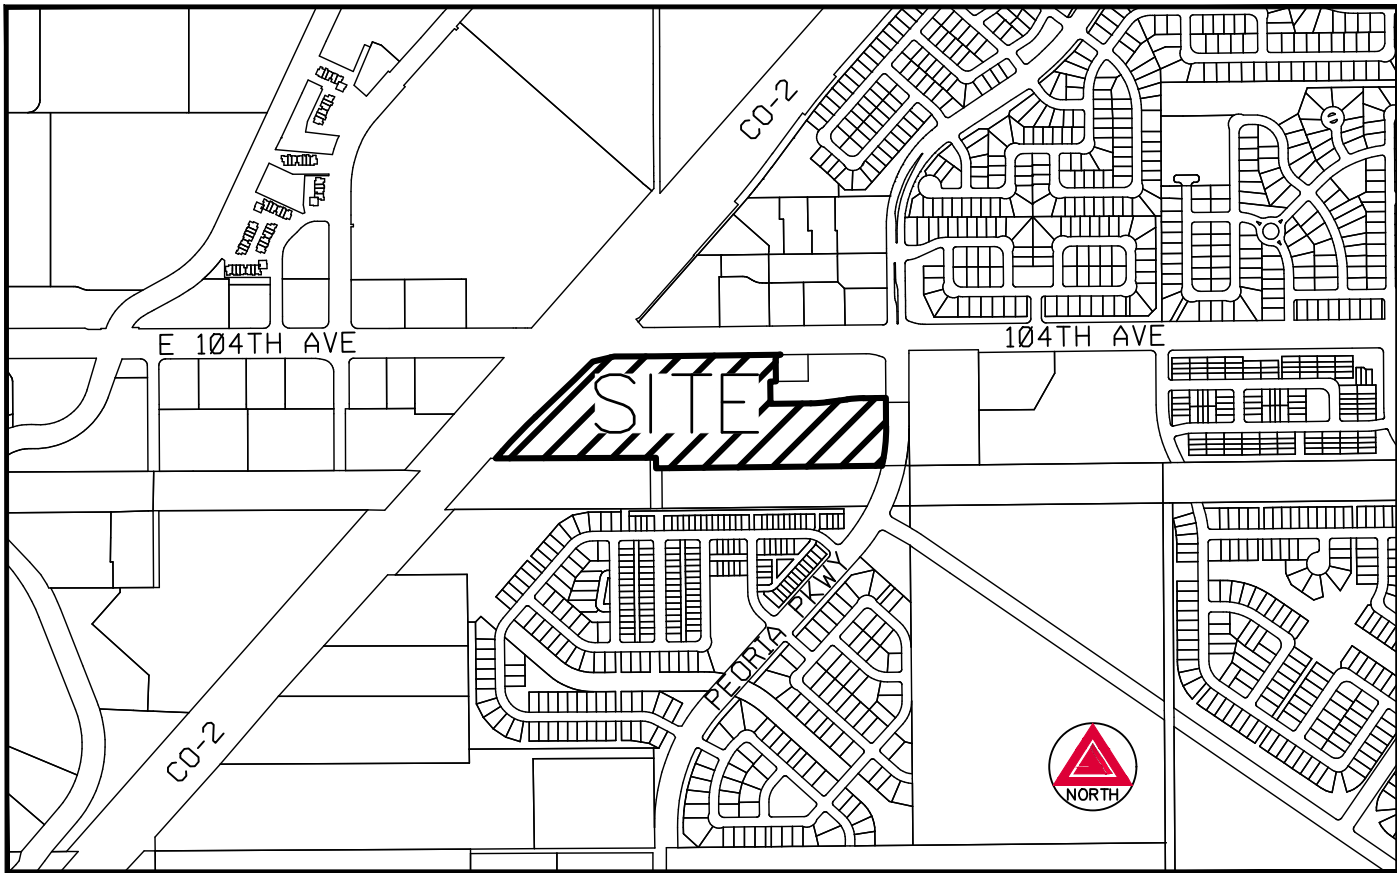 CO-2
E 104TH AVE
104TH AVE
SITE
PEORIA PKWY
CO-2
NORTH